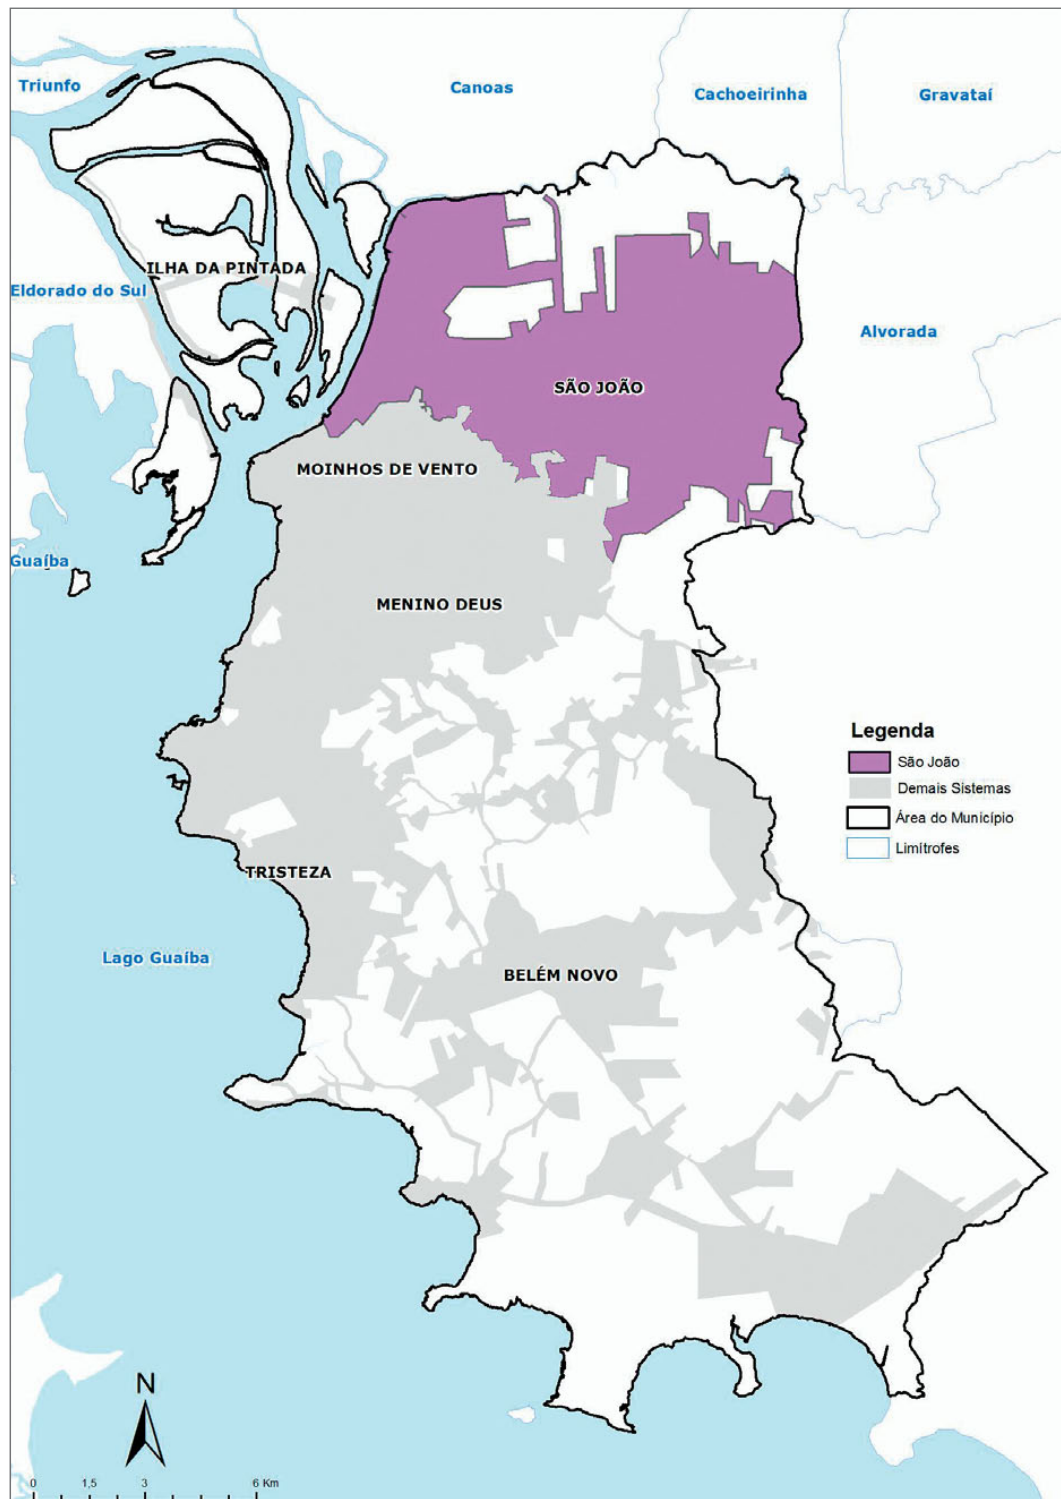 Triunfo
Canoas
Cachoeirinha
Gravataí
ILHA DA PINTADA
Eldorado do Sul
Alvorada
SÃO JOÃO
MOINHOS DE VENTO
Guaíba
MENINO DEUS
Legenda
São João
Demais Sistemas
Área do Município
Limítrofes
TRISTEZA
Lago Guaíba
BELÉM NOVO
N
0 1,5 3 6 Km